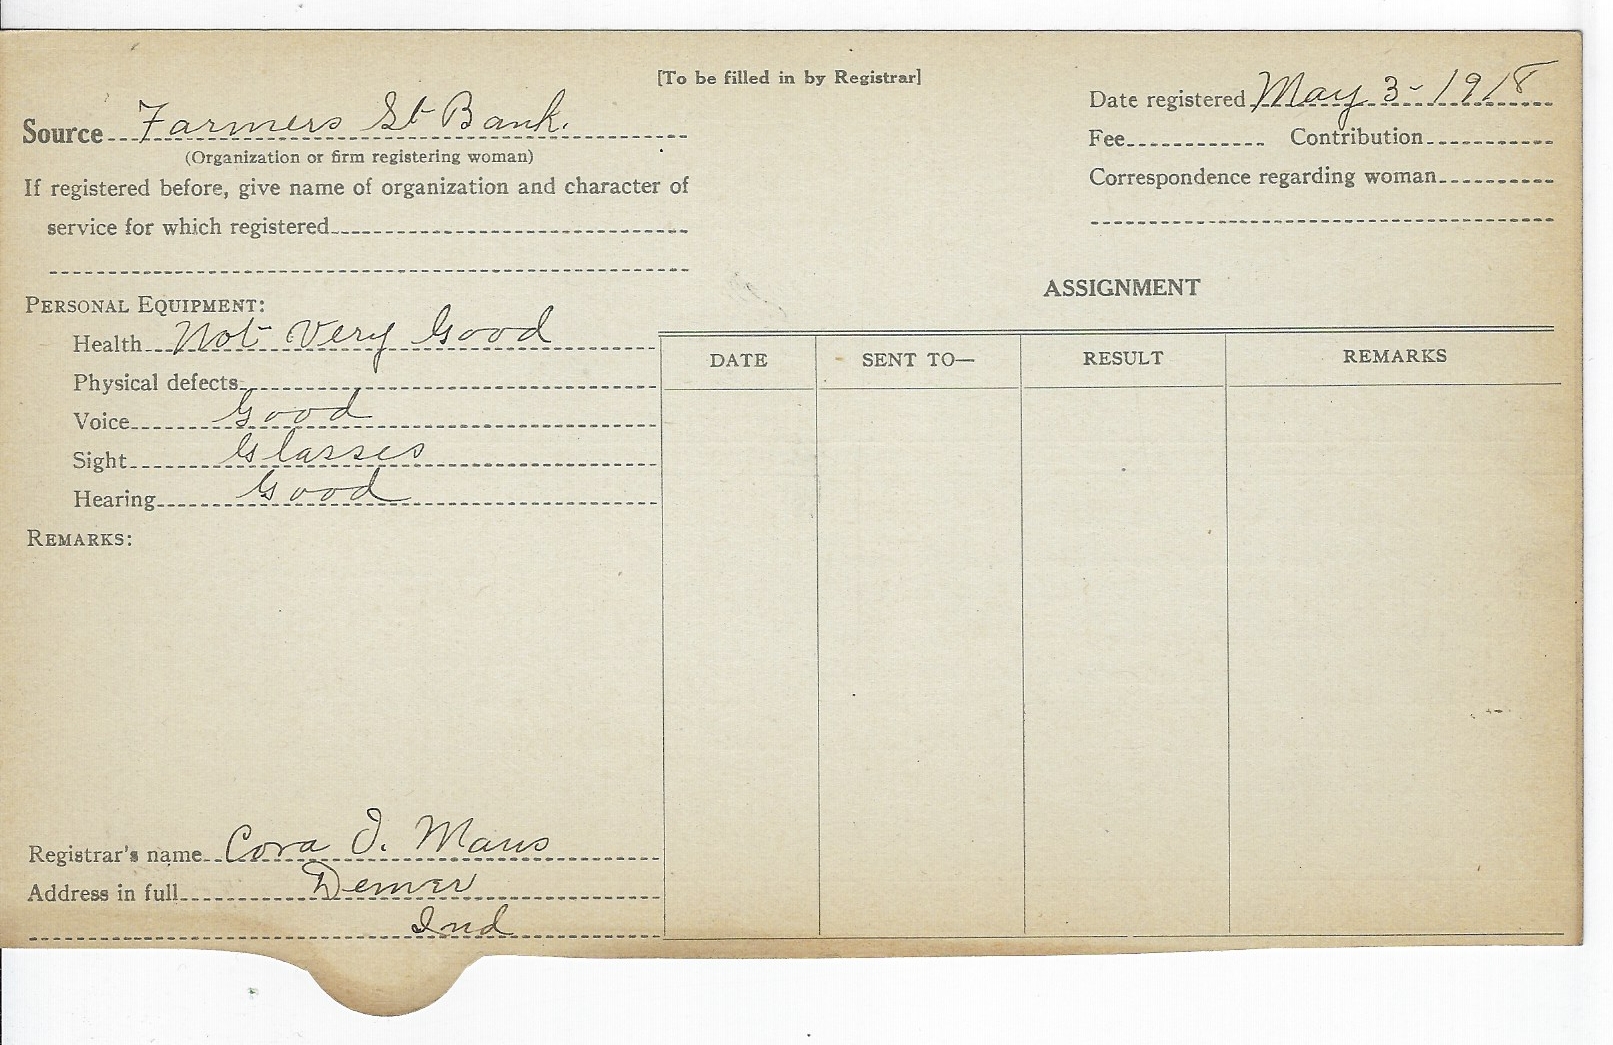 [To be filled in by Registrar]
Source Farmers St Bank.
(Organization or firm registering woman)
If registered before, give name of organization and character of
service for which registered
Date registered May 3-1918
Fee Contribution
Correspondence regarding woman
PERSONAL EQUIPMENT:
Health Not Very Good
Physical defects
Voice Good
Sight Glasses
Hearing Good
REMARKS:
Registrar's name Cora I. Maus
Address in full Denver
Ind
ASSIGNMENT
DATE SENT TO— RESULT REMARKS